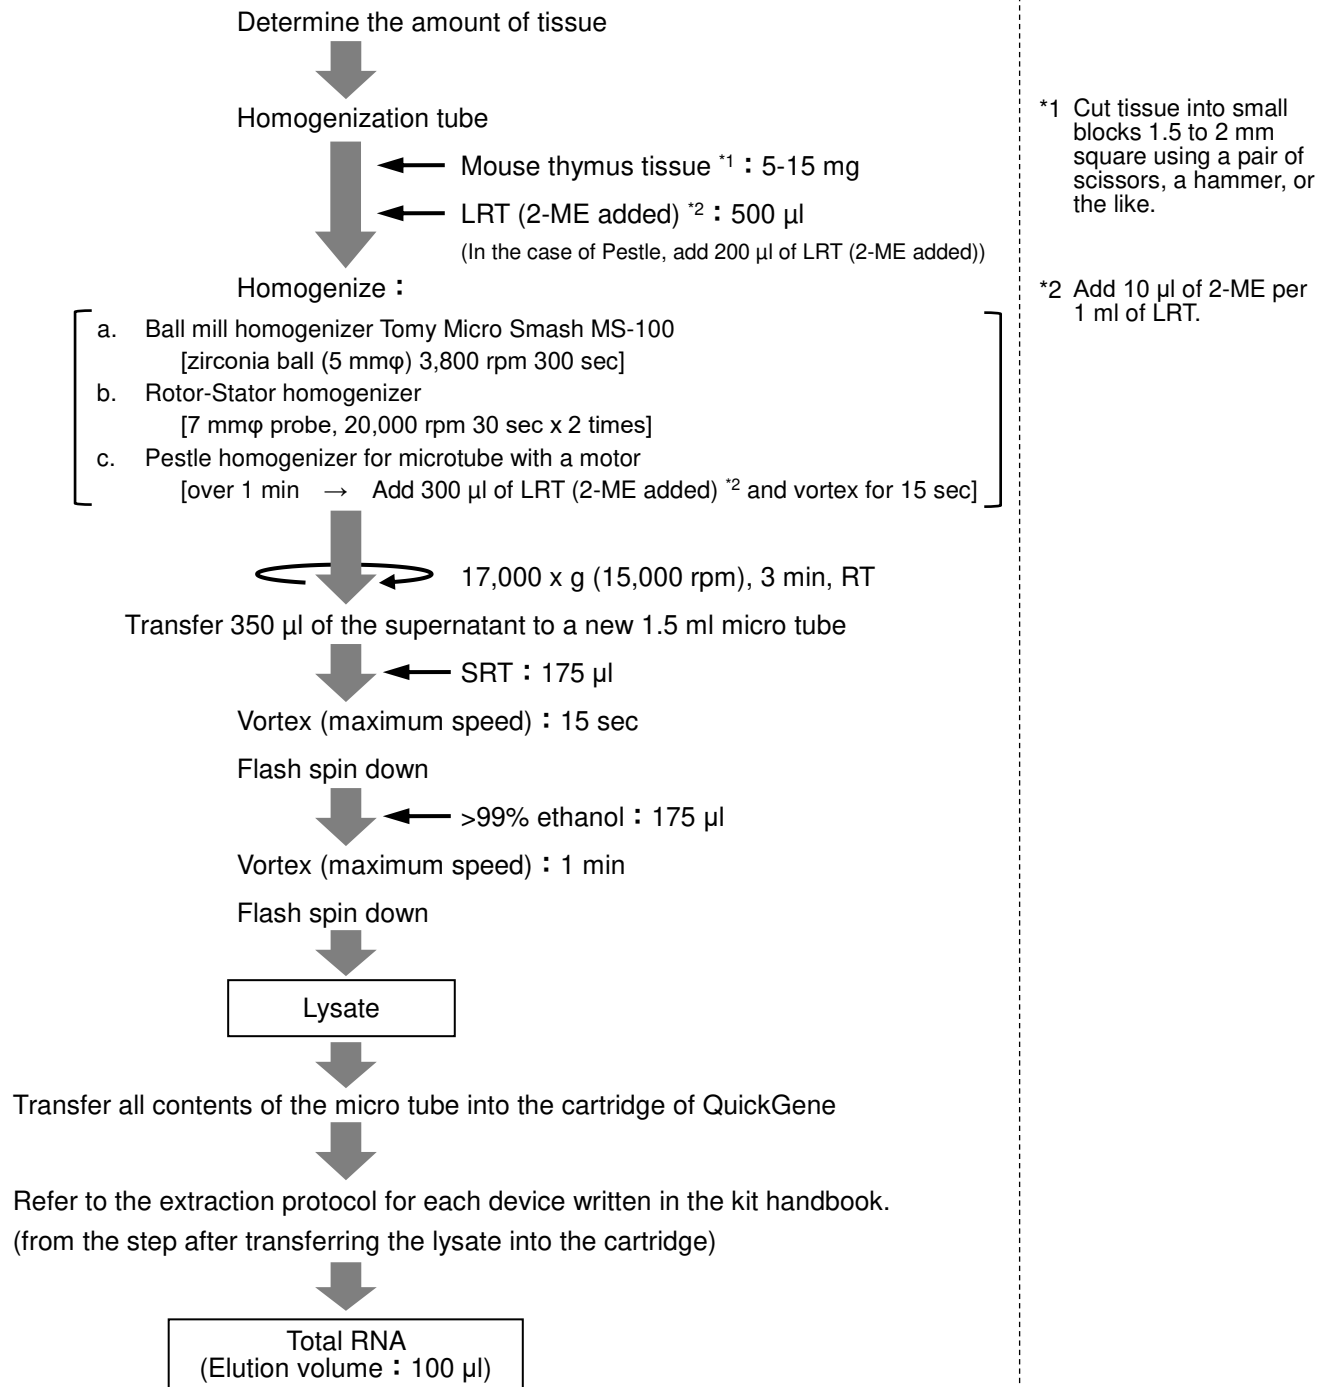 Determine the amount of tissue
Homogenization tube
Mouse thymus tissue *1：5-15 mg
LRT (2-ME added) *2：500 μl
(In the case of Pestle, add 200 μl of LRT (2-ME added))
Homogenize：
a. Ball mill homogenizer Tomy Micro Smash MS-100
[zirconia ball (5 mmφ) 3,800 rpm 300 sec]
b. Rotor-Stator homogenizer
[7 mmφ probe, 20,000 rpm 30 sec x 2 times]
c. Pestle homogenizer for microtube with a motor
[over 1 min → Add 300 μl of LRT (2-ME added) *2 and vortex for 15 sec]
17,000 x g (15,000 rpm), 3 min, RT
Transfer 350 μl of the supernatant to a new 1.5 ml micro tube
SRT：175 μl
Vortex (maximum speed)：15 sec
Flash spin down
>99% ethanol：175 μl
Vortex (maximum speed)：1 min
Flash spin down
Lysate
Transfer all contents of the micro tube into the cartridge of QuickGene
Refer to the extraction protocol for each device written in the kit handbook.
(from the step after transferring the lysate into the cartridge)
Total RNA
(Elution volume：100 μl)
*1 Cut tissue into small
blocks 1.5 to 2 mm
square using a pair of
scissors, a hammer, or
the like.
*2 Add 10 μl of 2-ME per
1 ml of LRT.